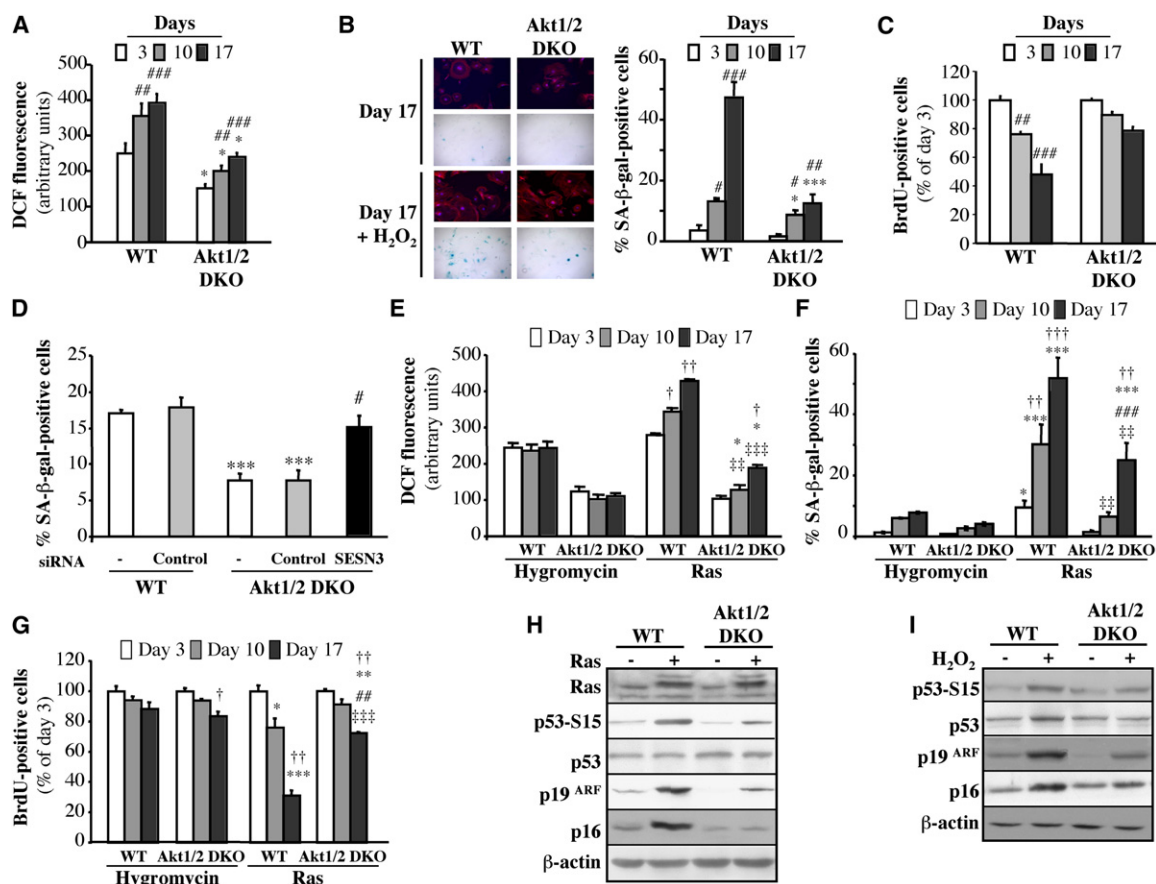 A
Days
3 10 17
DCF fluorescence
(arbitrary units)
500
400
300
200
100
0
##
###
*
##
*
###
*
WT
Akt1/2
DKO
B
WT
Akt1/2
DKO
Day 17
Day 17
+ H2O2
Days
3 10 17
% SA-β-gal-positive cells
60
40
20
0
#
###
#
*
##
***
WT
Akt1/2
DKO
C
Days
3 10 17
BrdU-positive cells
(% of day 3)
120
100
80
60
40
20
0
##
###
WT
Akt1/2
DKO
D
% SA-β-gal-positive cells
25
20
15
10
5
0
***
***
#
siRNA
- Control - Control SESN3
WT
Akt1/2 DKO
E
Day 3 Day 10 Day 17
DCF fluorescence
(arbitrary units)
500
400
300
200
100
0
†
††
*
‡‡
†
*
‡‡‡
WT Akt1/2 DKO WT Akt1/2 DKO
Hygromycin Ras
F
Day 3 Day 10 Day 17
% SA-β-gal-positive cells
60
40
20
0
*
††
***
†††
***
‡‡
††
***
###
‡‡
WT Akt1/2 DKO WT Akt1/2 DKO
Hygromycin Ras
G
Day 3 Day 10 Day 17
BrdU-positive cells
(% of day 3)
120
100
80
60
40
20
0
†
*
††
***
††
**
##
‡‡‡
WT Akt1/2 DKO WT Akt1/2 DKO
Hygromycin Ras
H
WT
Akt1/2
DKO
Ras - + - +
Ras
p53-S15
p53
p19 ARF
p16
β-actin
I
WT
Akt1/2
DKO
H2O2 - + - +
p53-S15
p53
p19 ARF
p16
β-actin